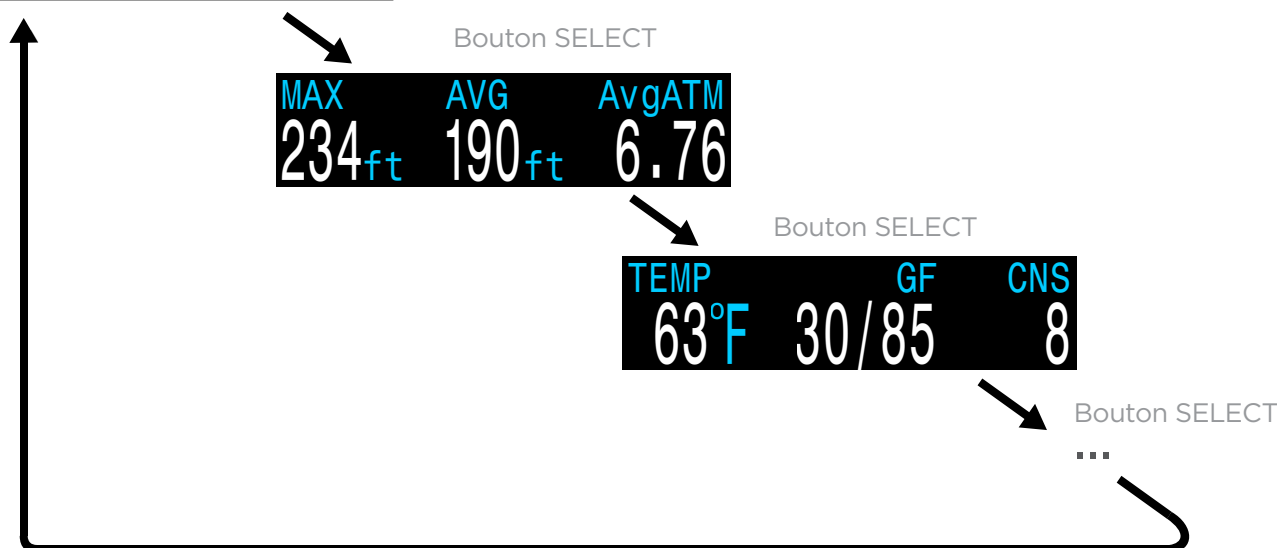 Bouton SELECT
MAX AVG AvgATM
234ft 190ft 6.76
Bouton SELECT
TEMP GF CNS
63°F 30/85 8
Bouton SELECT
...